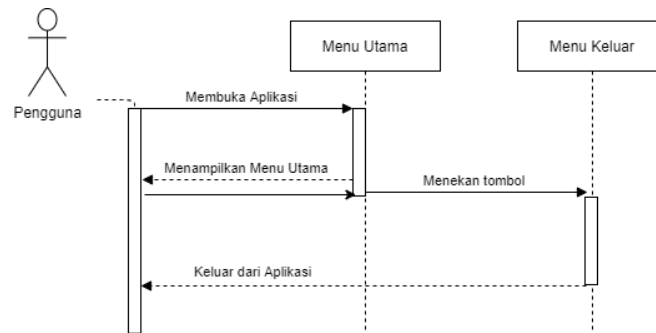 Menu Utama
Menu Keluar
Pengguna
Membuka Aplikasi
Menampilkan Menu Utama
Menekan tombol
Keluar dari Aplikasi